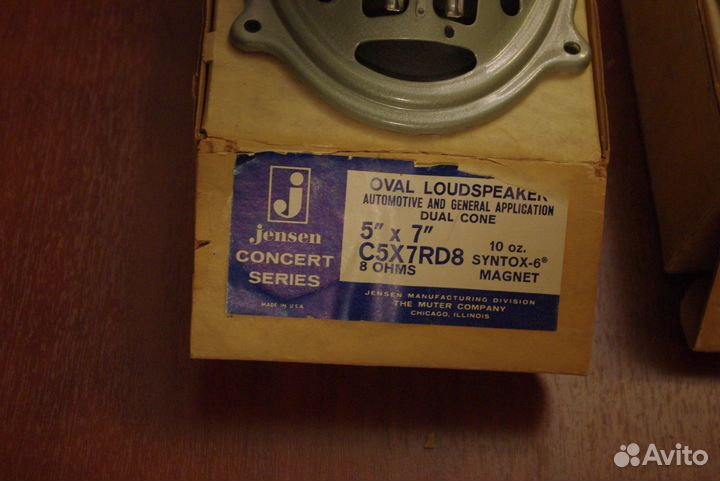 j
jensen
CONCERT
SERIES
MADE IN U.S.A.
OVAL LOUDSPEAKER
AUTOMOTIVE AND GENERAL APPLICATION
DUAL CONE
5" x 7"
C5X7RD8
8 OHMS
10 oz.
SYNTOX-6®
MAGNET
JENSEN MANUFACTURING DIVISION
THE MUTER COMPANY
CHICAGO, ILLINOIS
Avito